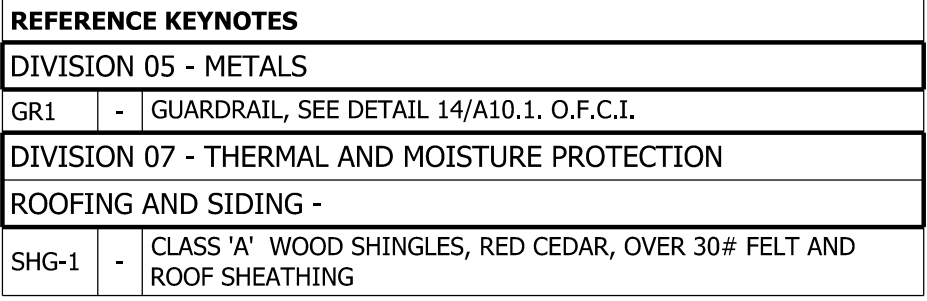 REFERENCE KEYNOTES
DIVISION 05 - METALS
GR1 - GUARDRAIL, SEE DETAIL 14/A10.1. O.F.C.I.
DIVISION 07 - THERMAL AND MOISTURE PROTECTION
ROOFING AND SIDING -
SHG-1 - CLASS 'A' WOOD SHINGLES, RED CEDAR, OVER 30# FELT AND
ROOF SHEATHING